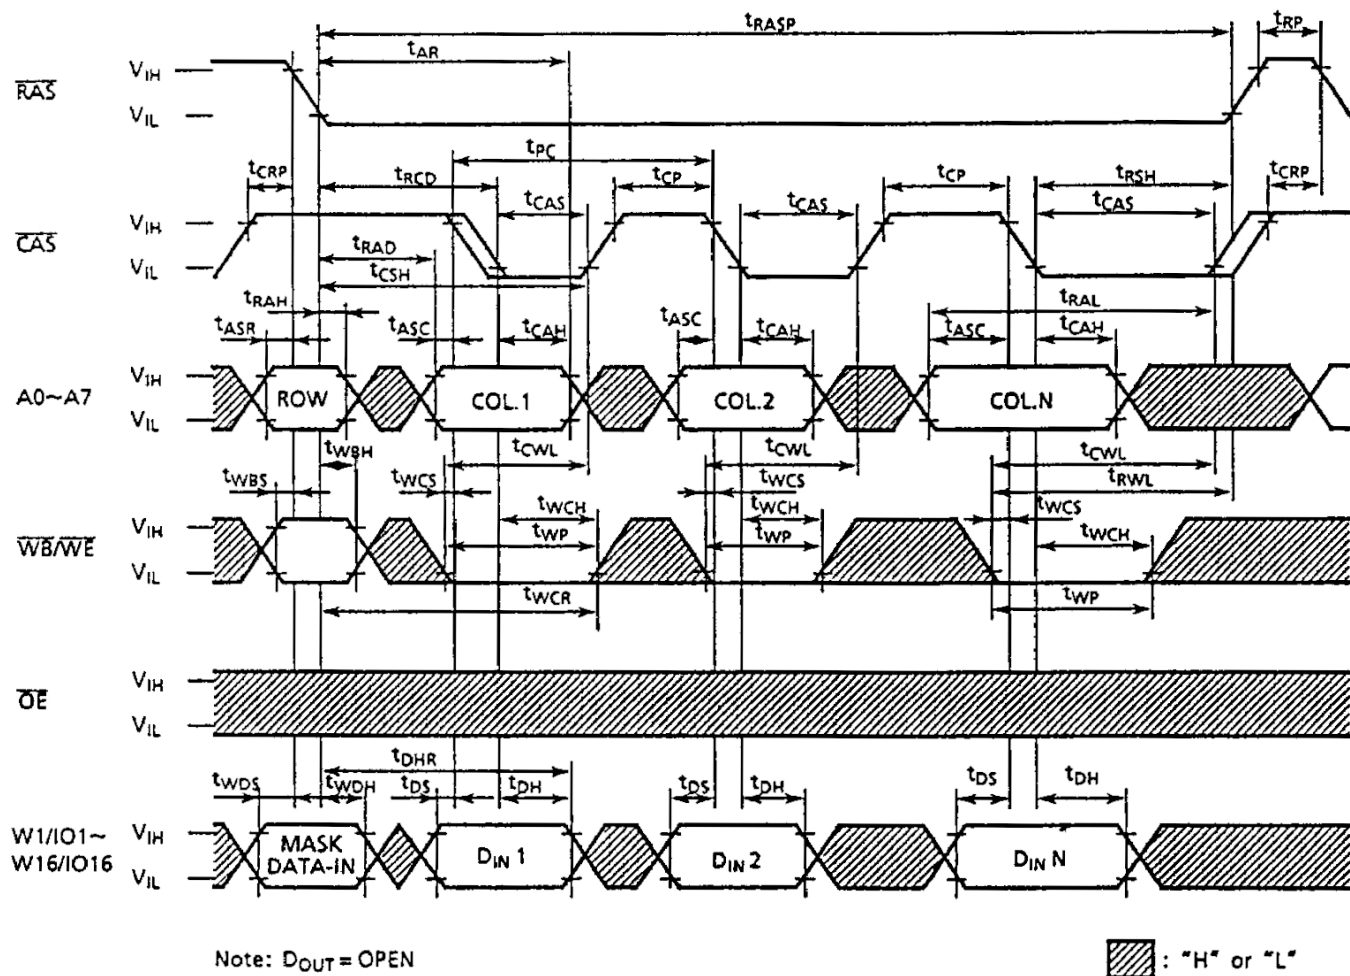 tRASP
tRP
tAR
RAS
VIH
VIL
tPC
tCRP
tRCD
tCP
tCP
tRSH
tCRP
tCAS
tCAS
tCAS
CAS
VIH
VIL
tRAD
tCSH
tRAH
tRAL
tASR
tASC
tCAH
tASC
tCAH
tASC
tCAH
A0~A7
VIH
VIL
ROW
COL.1
COL.2
COL.N
tWBH
tCWL
tCWL
tCWL
tWBS
tWCS
tWCS
tRWL
tWCH
tWCH
tWCS
tWP
tWP
tWCH
WB/WE
VIH
VIL
tWCR
tWP
OE
VIH
VIL
tDHR
tWDS
tWDH
tDS
tDH
tDS
tDH
tDS
tDH
W1/IO1~
W16/IO16
VIH
VIL
MASK
DATA-IN
DIN 1
DIN 2
DIN N
Note: DOUT = OPEN
: "H" or "L"